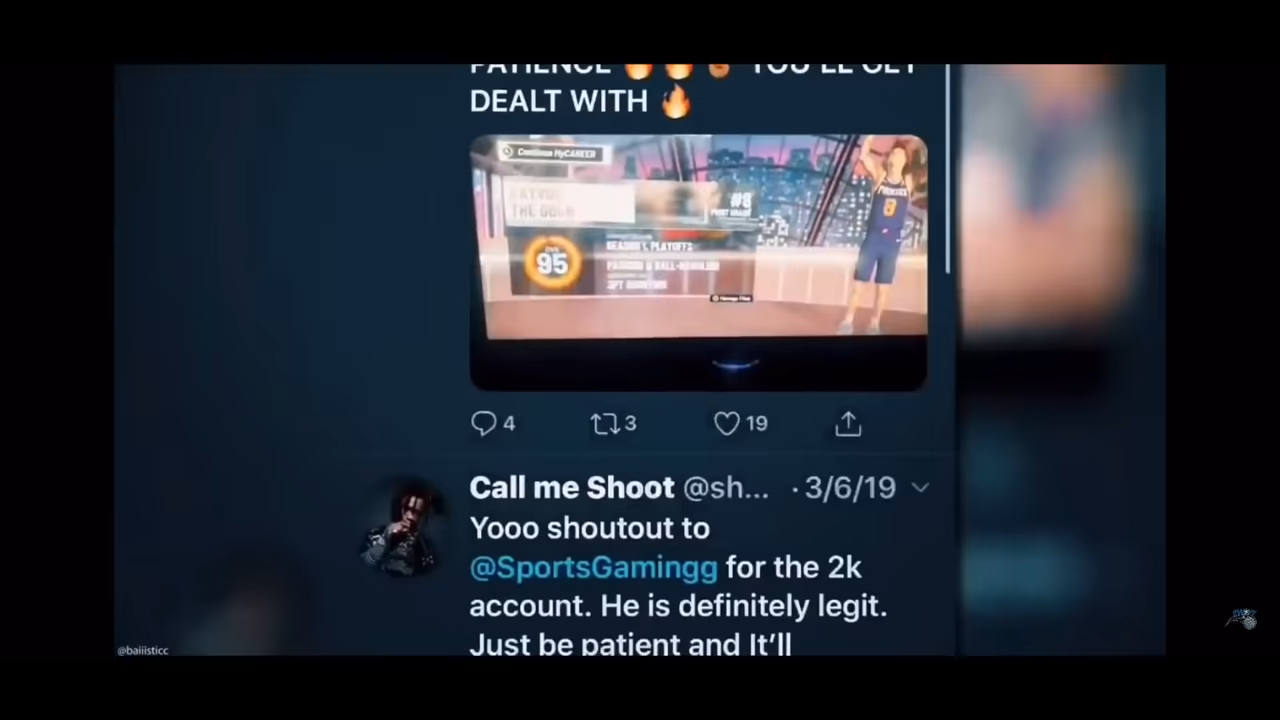 PATIENCE 🔥🔥 YOU'LL GET
DEALT WITH 🔥
Continue MyCAREER
#8
95
SEASON 1, PLAYOFFS
4
3
19
Call me Shoot @sh... · 3/6/19
Yooo shoutout to
@SportsGamingg for the 2k
account. He is definitely legit.
Just be patient and It'll
@baiiisticc